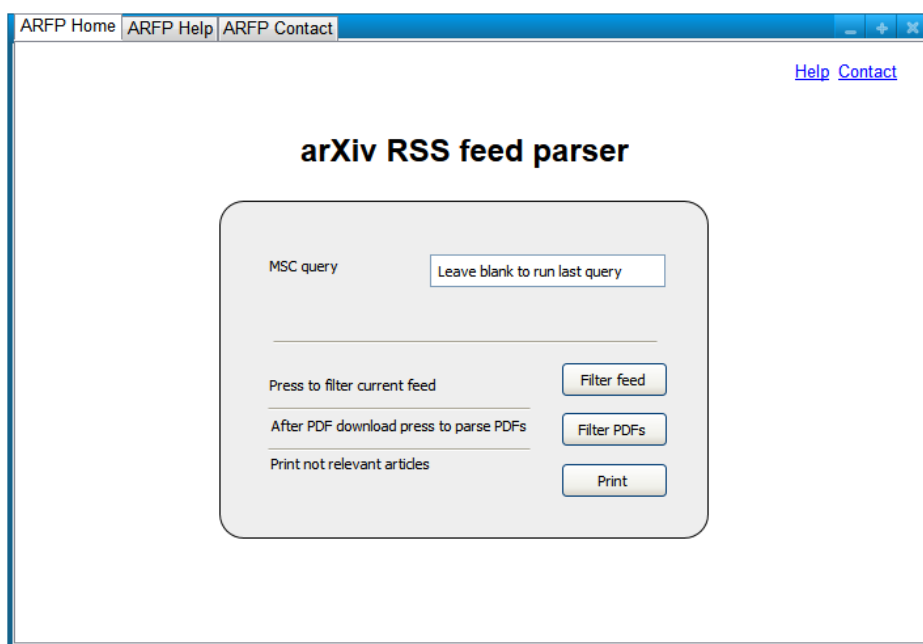 ARFP Home ARFP Help ARFP Contact
Help Contact
arXiv RSS feed parser
MSC query Leave blank to run last query
Press to filter current feed Filter feed
After PDF download press to parse PDFs Filter PDFs
Print not relevant articles Print